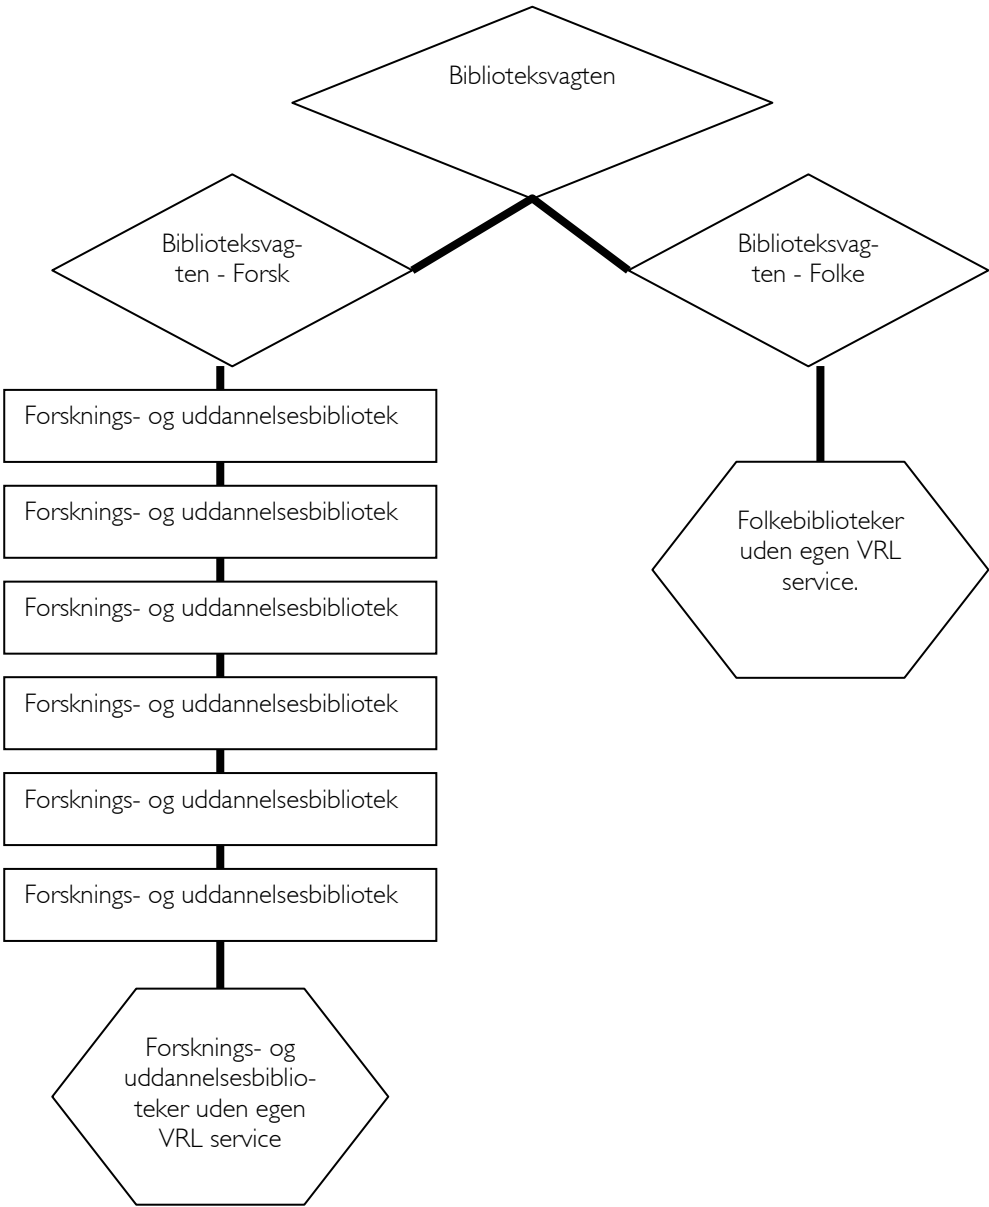 Biblioteksvagten
Biblioteksvag-
ten - Forsk
Biblioteksvag-
ten - Folke
Forsknings- og uddannelsesbibliotek
Forsknings- og uddannelsesbibliotek
Forsknings- og uddannelsesbibliotek
Forsknings- og uddannelsesbibliotek
Forsknings- og uddannelsesbibliotek
Forsknings- og uddannelsesbibliotek
Folkebiblioteker
uden egen VRL
service.
Forsknings- og
uddannelsesbiblio-
teker uden egen
VRL service